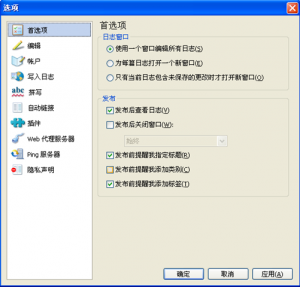 选项
首选项
编辑
帐户
写入日志
abc 拼写
自动链接
插件
Web 代理服务器
Ping 服务器
隐私声明
首选项
日志窗口
使用一个窗口编辑所有日志(S)
为每篇日志打开一个新窗口(E)
只有当前日志包含未保存的更改时才打开新窗口(O)
发布
发布后查看日志(V)
发布后关闭窗口(W):
发布前提醒我指定标题(R)
发布前提醒我添加类别(C)
发布前提醒我添加标签(T)
确定
取消
应用(A)